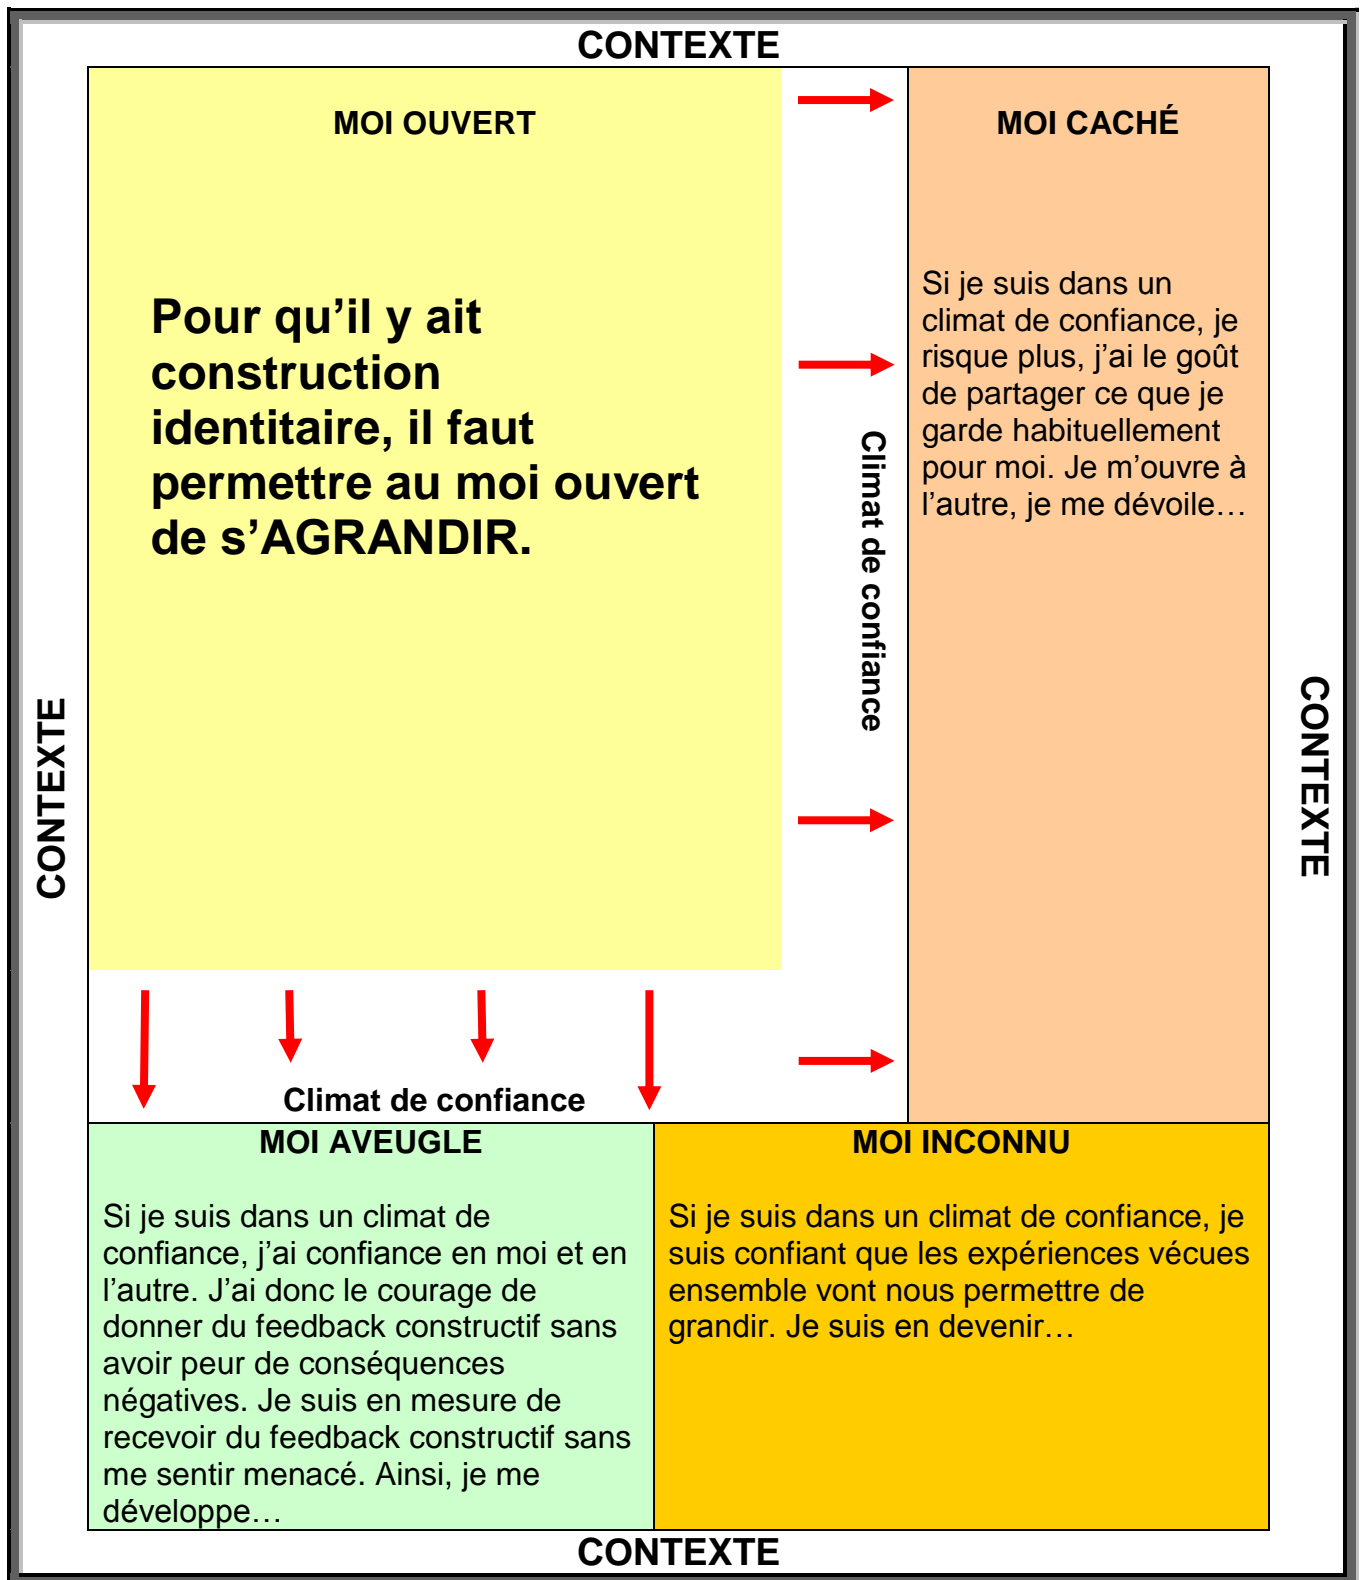 CONTEXTE
MOI OUVERT
Pour qu’il y ait
construction
identitaire, il faut
permettre au moi ouvert
de s’AGRANDIR.
Climat de confiance
MOI CACHÉ
Si je suis dans un
climat de confiance, je
risque plus, j’ai le goût
de partager ce que je
garde habituellement
pour moi. Je m’ouvre à
l’autre, je me dévoile…
CONTEXTE
CONTEXTE
Climat de confiance
MOI AVEUGLE
Si je suis dans un climat de
confiance, j’ai confiance en moi et en
l’autre. J’ai donc le courage de
donner du feedback constructif sans
avoir peur de conséquences
négatives. Je suis en mesure de
recevoir du feedback constructif sans
me sentir menacé. Ainsi, je me
développe…
MOI INCONNU
Si je suis dans un climat de confiance, je
suis confiant que les expériences vécues
ensemble vont nous permettre de
grandir. Je suis en devenir…
CONTEXTE